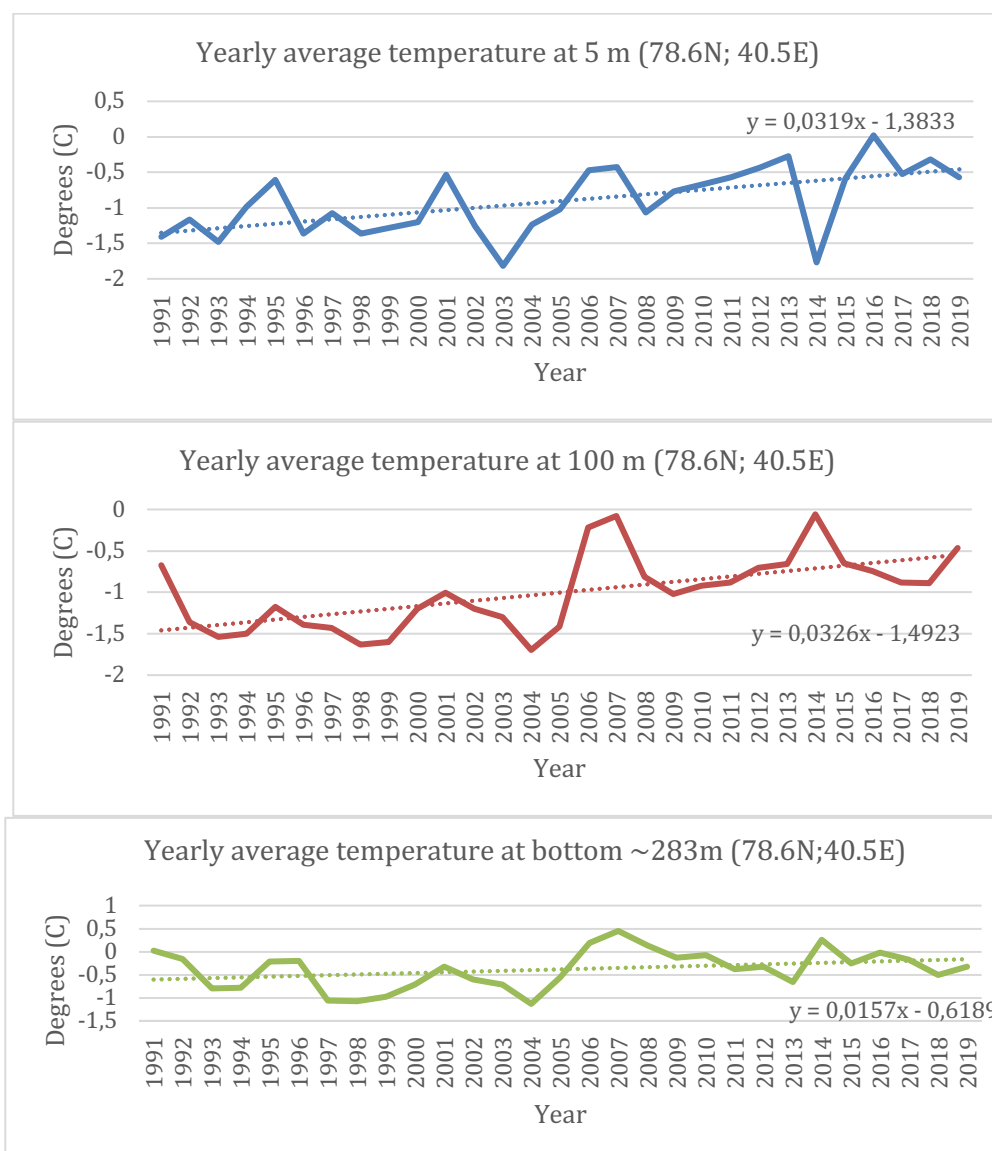 Yearly average temperature at 5 m (78.6N; 40.5E)
0,5
0
-0,5
-1
-1,5
-2
Degrees (C)
y = 0,0319x - 1,3833
1991 1992 1993 1994 1995 1996 1997 1998 1999 2000 2001 2002 2003 2004 2005 2006 2007 2008 2009 2010 2011 2012 2013 2014 2015 2016 2017 2018 2019
Year
Yearly average temperature at 100 m (78.6N; 40.5E)
0
-0,5
-1
-1,5
-2
Degrees (C)
y = 0,0326x - 1,4923
1991 1992 1993 1994 1995 1996 1997 1998 1999 2000 2001 2002 2003 2004 2005 2006 2007 2008 2009 2010 2011 2012 2013 2014 2015 2016 2017 2018 2019
Year
Yearly average temperature at bottom ~283m (78.6N;40.5E)
1
0,5
0
-0,5
-1
-1,5
Degrees (C)
y = 0,0157x - 0,6189
1991 1992 1993 1994 1995 1996 1997 1998 1999 2000 2001 2002 2003 2004 2005 2006 2007 2008 2009 2010 2011 2012 2013 2014 2015 2016 2017 2018 2019
Year